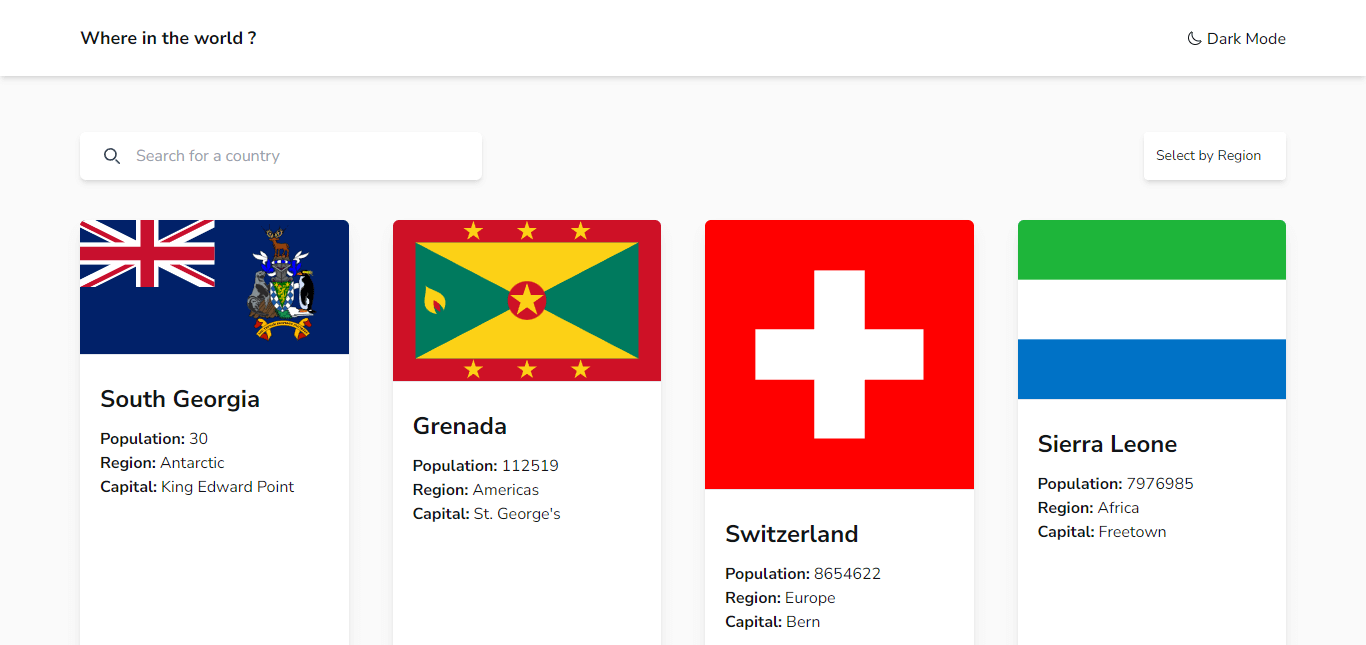 Where in the world ?
Dark Mode
Search for a country
Select by Region
South Georgia
Population: 30
Region: Antarctic
Capital: King Edward Point
Grenada
Population: 112519
Region: Americas
Capital: St. George's
Switzerland
Population: 8654622
Region: Europe
Capital: Bern
Sierra Leone
Population: 7976985
Region: Africa
Capital: Freetown